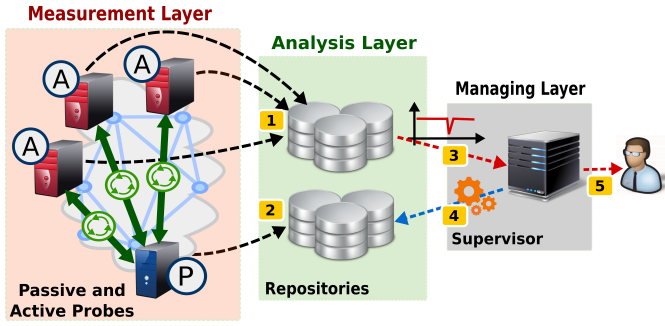 Measurement Layer
Analysis Layer
Managing Layer
A
A
A
P
1
2
3
4
5
Passive and
Active Probes
Repositories
Supervisor